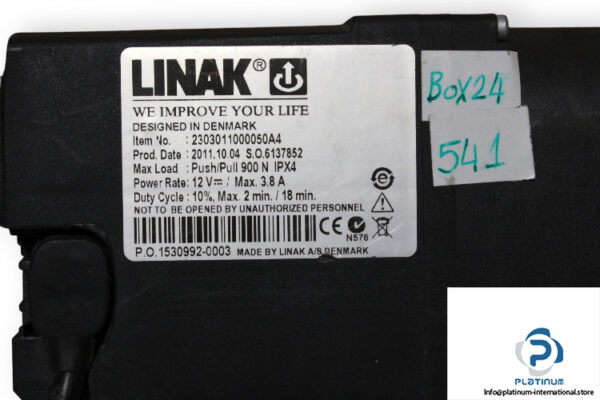 LINAK®
WE IMPROVE YOUR LIFE
DESIGNED IN DENMARK
Item No. : 2303011000050A4
Prod. Date : 2011.10.04 S.O.6137852
Max Load : Push/Pull 900 N IPX4
Power Rate: 12 V⎓ / Max. 3.8 A
Duty Cycle : 10%, Max. 2 min. / 18 min.
NOT TO BE OPENED BY UNAUTHORIZED PERSONNEL
CE
N576
P.O.1530992-0003 MADE BY LINAK A/S DENMARK
BOX24
541
PLATINUM
info@platinum-international.store